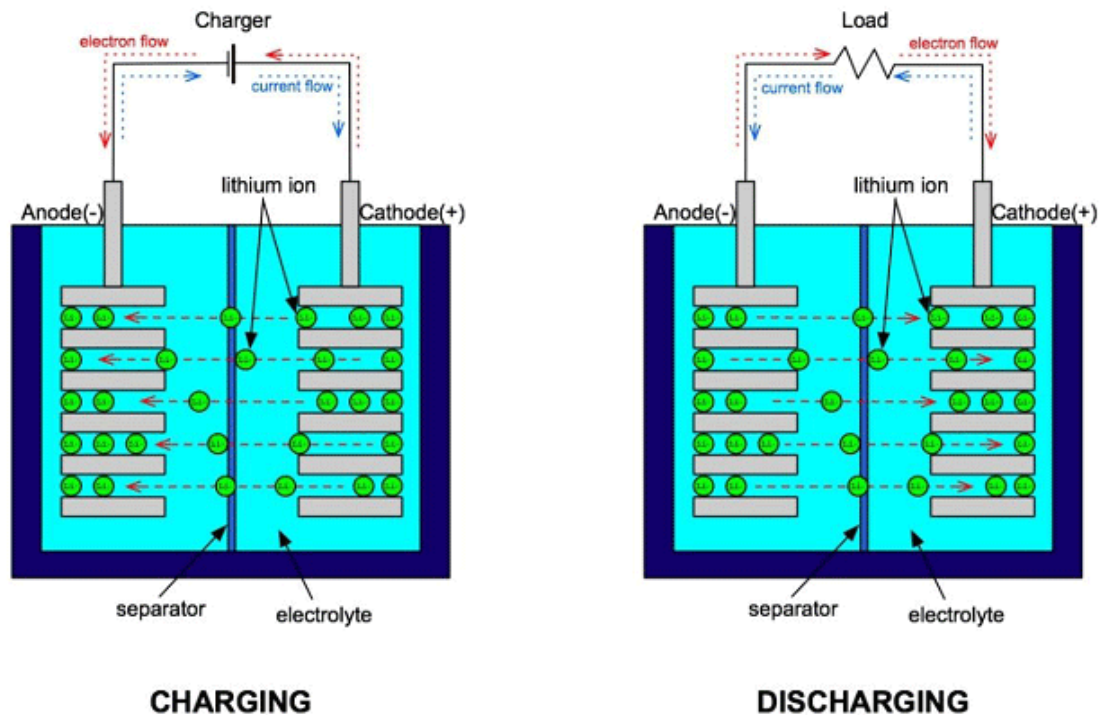 Charger
electron flow
current flow
lithium ion
Anode(-)
Cathode(+)
separator
electrolyte
CHARGING
Load
electron flow
current flow
lithium ion
Anode(-)
Cathode(+)
separator
electrolyte
DISCHARGING